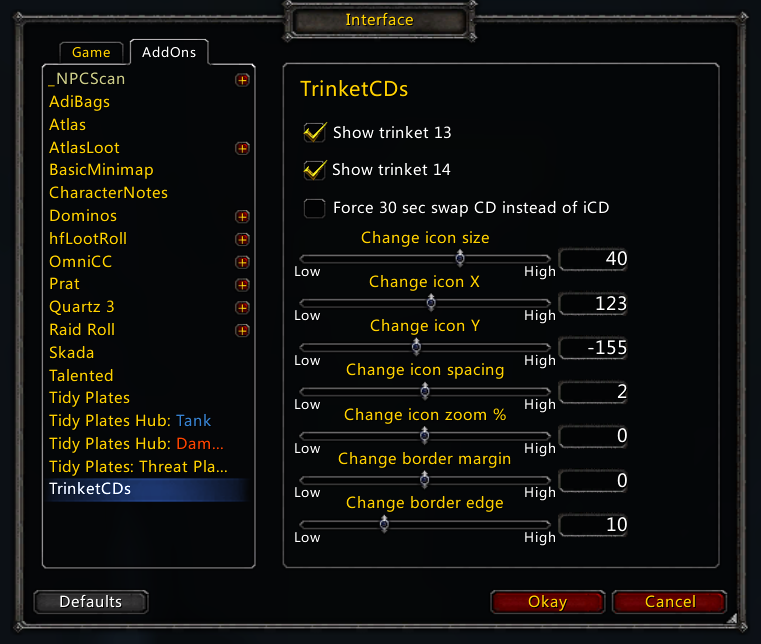 Interface
Game
AddOns
_NPCScan
AdiBags
Atlas
AtlasLoot
BasicMinimap
CharacterNotes
Dominos
hfLootRoll
OmniCC
Prat
Quartz 3
Raid Roll
Skada
Talented
Tidy Plates
Tidy Plates Hub: Tank
Tidy Plates Hub: Dam...
Tidy Plates: Threat Pla...
TrinketCDs
TrinketCDs
Show trinket 13
Show trinket 14
Force 30 sec swap CD instead of iCD
Change icon size
40
Low High
Change icon X
123
Low High
Change icon Y
-155
Low High
Change icon spacing
2
Low High
Change icon zoom %
0
Low High
Change border margin
0
Low High
Change border edge
10
Low High
Defaults
Okay
Cancel